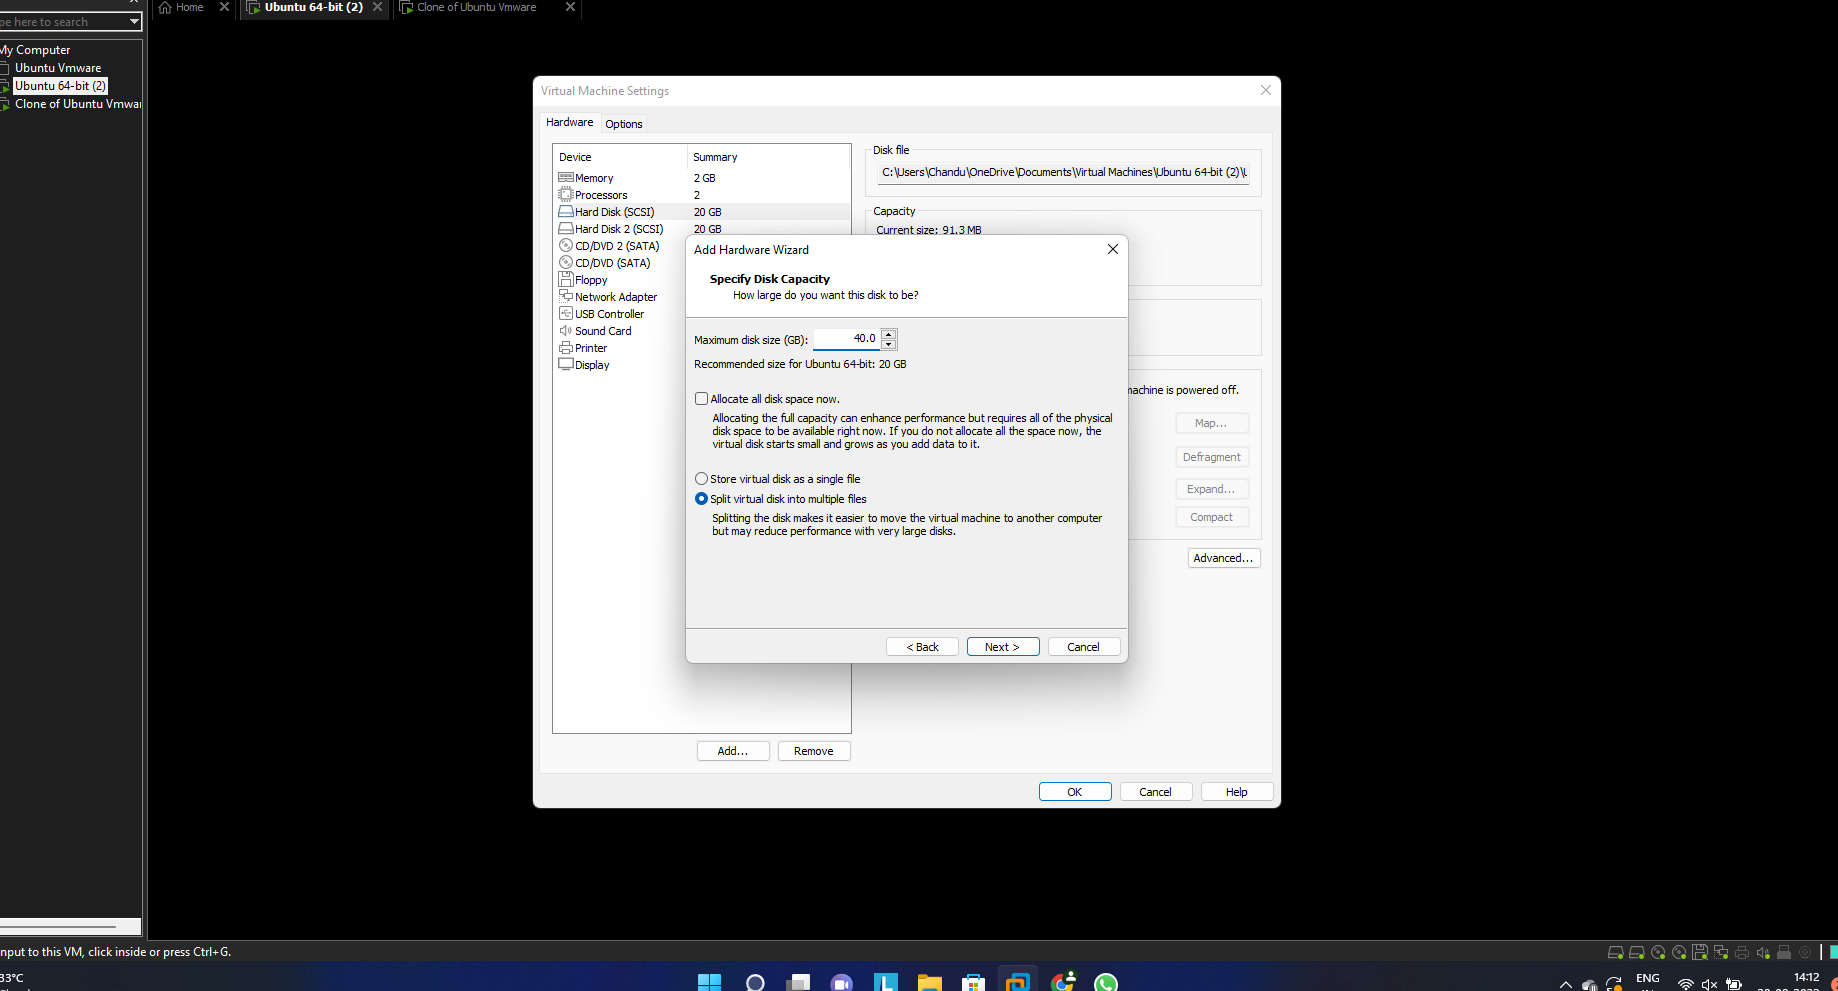 Home
Ubuntu 64-bit (2)
Clone of Ubuntu Vmware
pe here to search
My Computer
Ubuntu Vmware
Ubuntu 64-bit (2)
Clone of Ubuntu Vmwar
Virtual Machine Settings
Hardware
Options
Device
Summary
Memory
2 GB
Processors
2
Hard Disk (SCSI)
20 GB
Hard Disk 2 (SCSI)
20 GB
CD/DVD 2 (SATA)
CD/DVD (SATA)
Floppy
Network Adapter
USB Controller
Sound Card
Printer
Display
Disk file
C:\Users\Chandu\OneDrive\Documents\Virtual Machines\Ubuntu 64-bit (2)\
Capacity
Current size: 91.3 MB
Add Hardware Wizard
Specify Disk Capacity
How large do you want this disk to be?
Maximum disk size (GB):
40.0
Recommended size for Ubuntu 64-bit: 20 GB
Allocate all disk space now.
Allocating the full capacity can enhance performance but requires all of the physical
disk space to be available right now. If you do not allocate all the space now, the
virtual disk starts small and grows as you add data to it.
Store virtual disk as a single file
Split virtual disk into multiple files
Splitting the disk makes it easier to move the virtual machine to another computer
but may reduce performance with very large disks.
< Back
Next >
Cancel
machine is powered off.
Map...
Defragment
Expand...
Compact
Advanced...
Add...
Remove
OK
Cancel
Help
nput to this VM, click inside or press Ctrl+G.
33°C
ENG
14:12